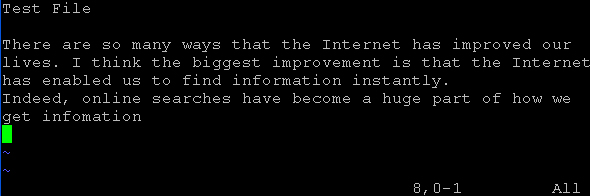 Test File

There are so many ways that the Internet has improved our
lives. I think the biggest improvement is that the Internet
has enabled us to find information instantly.
Indeed, online searches have become a huge part of how we
get infomation
~
~
8,0-1 All